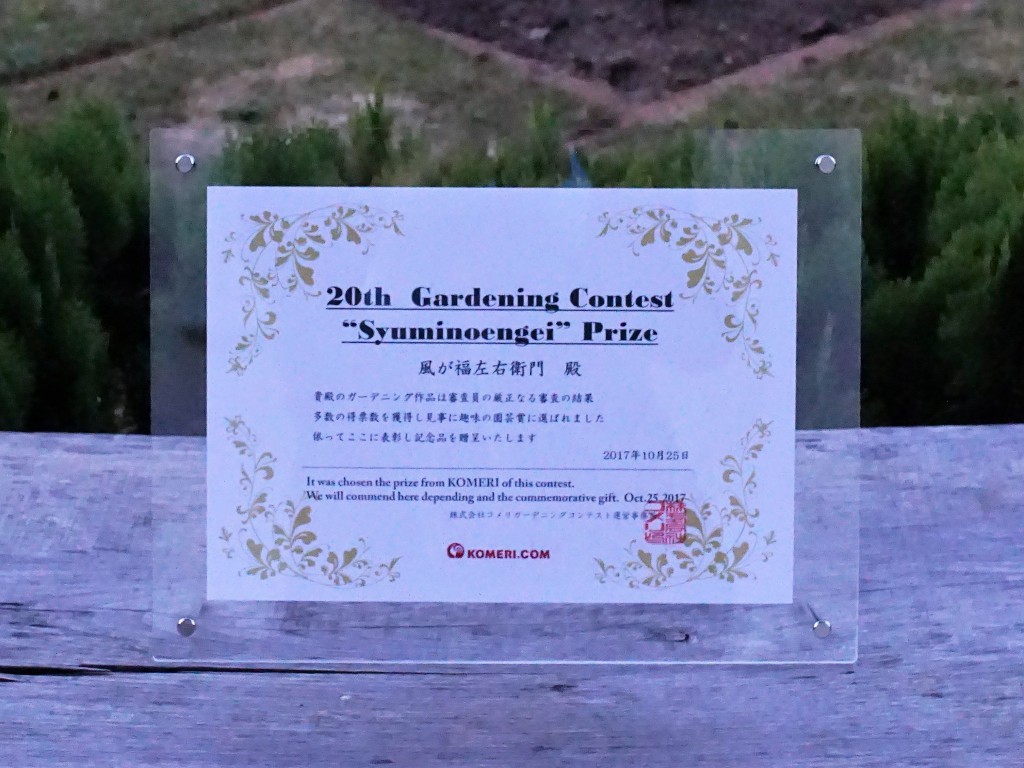 20th Gardening Contest
“Syuminoengei” Prize
風が福左右衛門 殿
貴殿のガーデニング作品は審査員の厳正なる審査の結果
多数の得票数を獲得し見事に趣味の園芸賞に選ばれました
依ってここに表彰し記念品を贈呈いたします
2017年10月25日
It was chosen the prize from KOMERI of this contest.
We will commend here depending and the commemorative gift. Oct.25,2017
株式会社コメリガーデニングコンテスト運営事務
KOMERI.COM